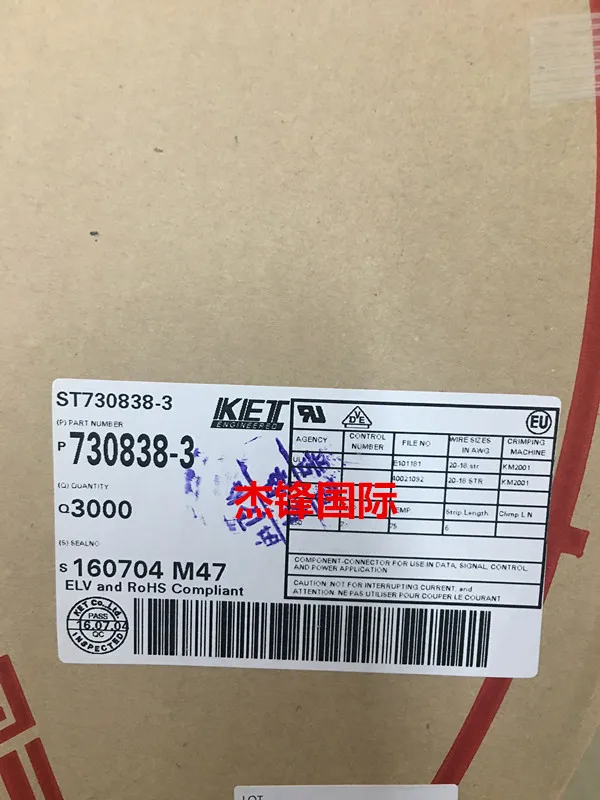 ST730838-3
KET
ENGINEERED
(P) PART NUMBER
P 730838-3
(Q) QUANTITY
Q3000
(S) SEALNO
S 160704 M47
ELV and RoHS Compliant
KET Co., Ltd.
PASS
16.07.04
QC
INSPECTED
VDE
EU
AGENCY CONTROL NUMBER FILE NO WIRE SIZES IN AWG CRIMPING MACHINE
E101181 20-18 str KM2001
40021092 20-18 STR KM2001
Strip Length
75 6
COMPONENT-CONNECTOR FOR USE IN DATA, SIGNAL, CONTROL AND POWER APPLICATION
CAUTION: NOT FOR INTERRUPTING CURRENT, and
ATTENTION: NE PAS UTILISER POUR COUPER LE COURANT
杰锋国际
LOT